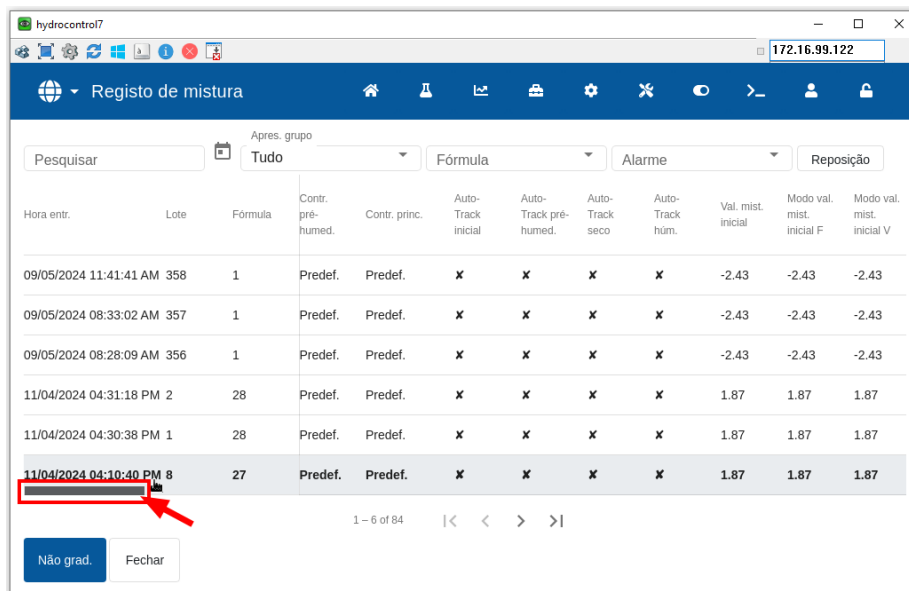 hydrocontrol7
172.16.99.122
Registo de mistura
Pesquisar
Apres. grupo
Tudo
Fórmula
Alarme
Reposição
Hora entr. Lote Fórmula Contr. pré-humed. Contr. princ. Auto-Track inicial Auto-Track pré-humed. Auto-Track seco Auto-Track húm. Val. mist. inicial Modo val. mist. inicial F Modo val. mist. inicial V
09/05/2024 11:41:41 AM 358 1 Predef. Predef. ✘ ✘ ✘ ✘ -2.43 -2.43 -2.43
09/05/2024 08:33:02 AM 357 1 Predef. Predef. ✘ ✘ ✘ ✘ -2.43 -2.43 -2.43
09/05/2024 08:28:09 AM 356 1 Predef. Predef. ✘ ✘ ✘ ✘ -2.43 -2.43 -2.43
11/04/2024 04:31:18 PM 2 28 Predef. Predef. ✘ ✘ ✘ ✘ 1.87 1.87 1.87
11/04/2024 04:30:38 PM 1 28 Predef. Predef. ✘ ✘ ✘ ✘ 1.87 1.87 1.87
11/04/2024 04:10:40 PM 8 27 Predef. Predef. ✘ ✘ ✘ ✘ 1.87 1.87 1.87
1 – 6 of 84
Não grad. Fechar